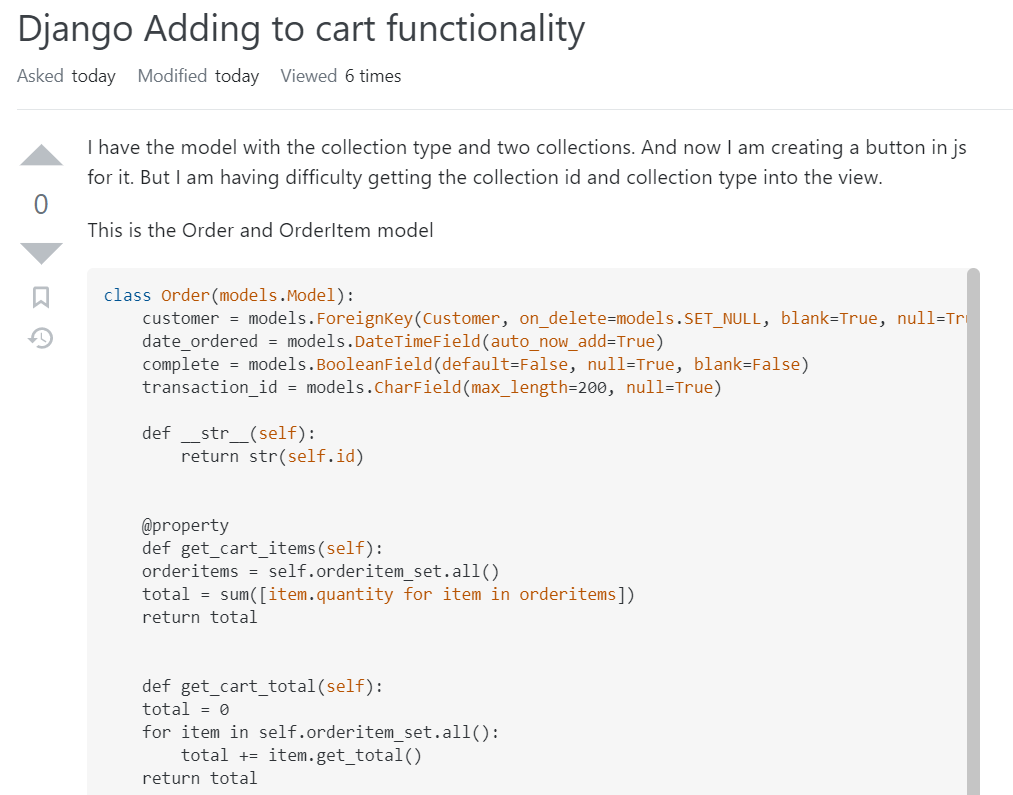 Django Adding to cart functionality
Asked today Modified today Viewed 6 times
I have the model with the collection type and two collections. And now I am creating a button in js
for it. But I am having difficulty getting the collection id and collection type into the view.
0
This is the Order and OrderItem model
class Order(models.Model):
    customer = models.ForeignKey(Customer, on_delete=models.SET_NULL, blank=True, null=Tr
    date_ordered = models.DateTimeField(auto_now_add=True)
    complete = models.BooleanField(default=False, null=True, blank=False)
    transaction_id = models.CharField(max_length=200, null=True)
    def __str__(self):
        return str(self.id)
    @property
    def get_cart_items(self):
    orderitems = self.orderitem_set.all()
    total = sum([item.quantity for item in orderitems])
    return total
    def get_cart_total(self):
    total = 0
    for item in self.orderitem_set.all():
        total += item.get_total()
    return total